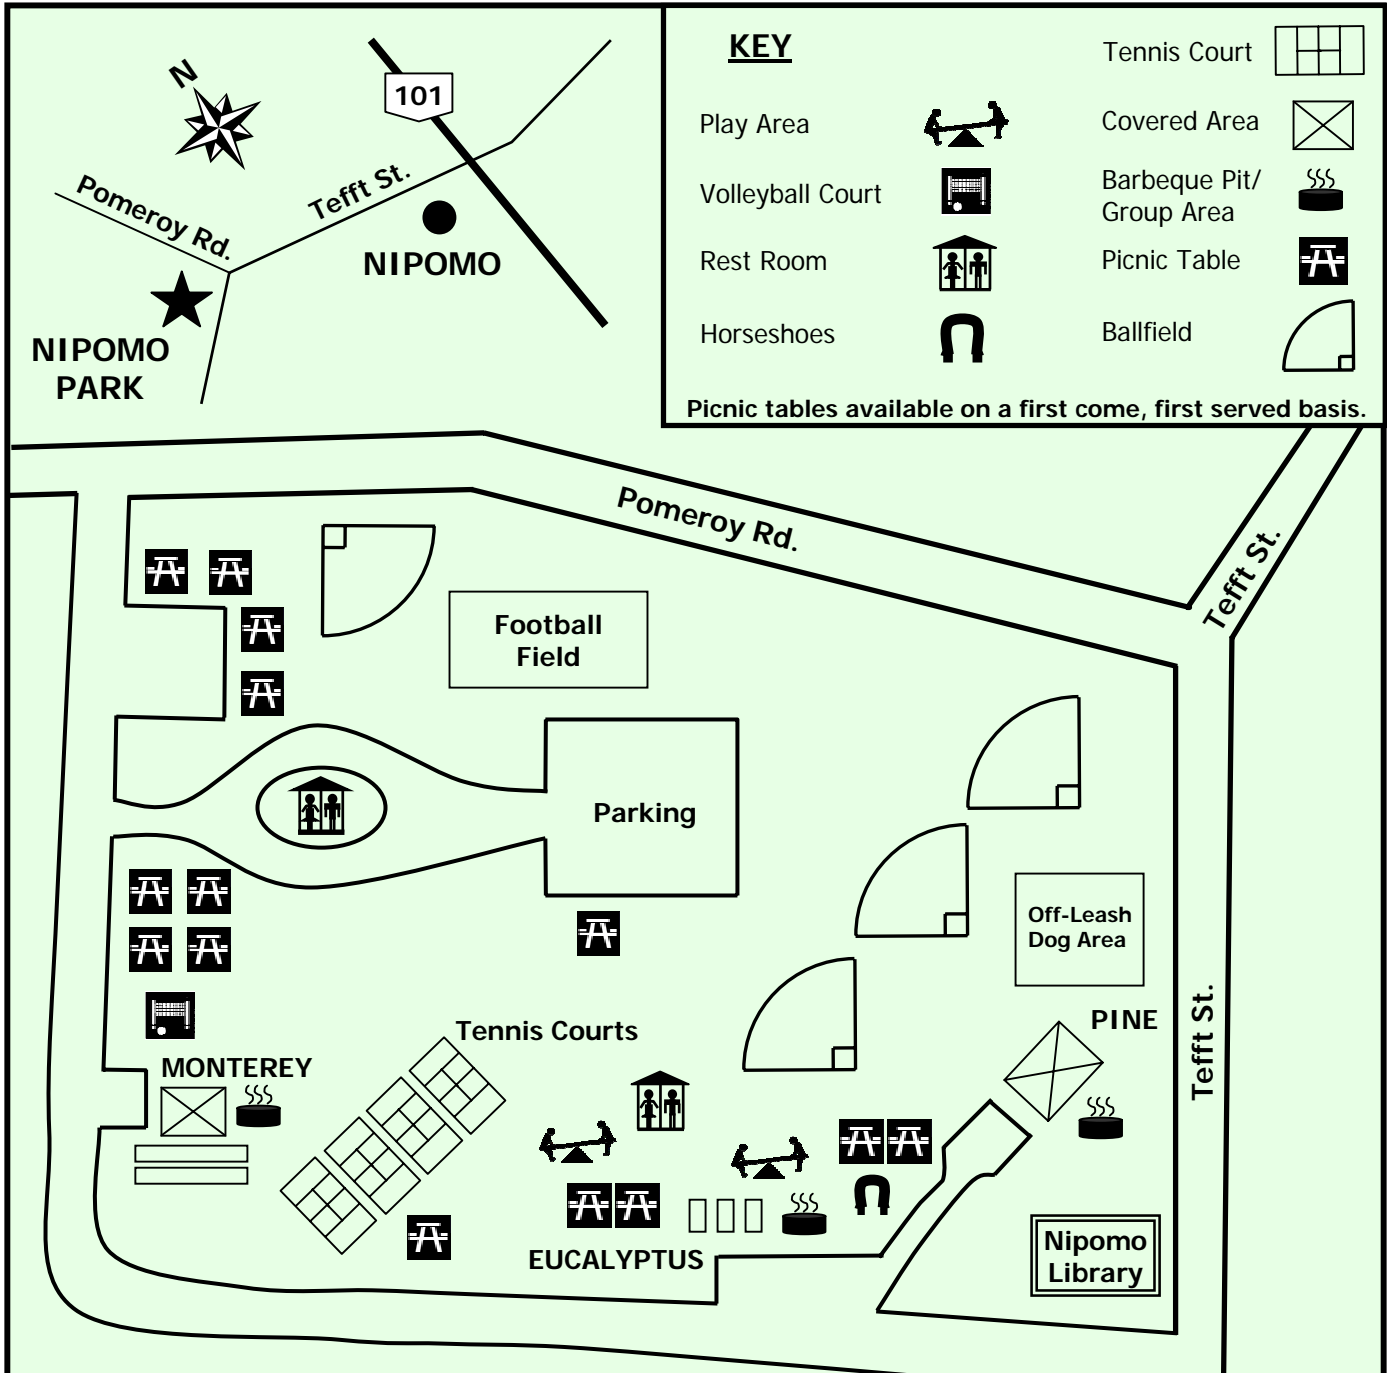 N
101
Pomeroy Rd.
Tefft St.
NIPOMO
NIPOMO
PARK
KEY
Play Area
Volleyball Court
Rest Room
Horseshoes
Tennis Court
Covered Area
Barbeque Pit/
Group Area
Picnic Table
Ballfield
Picnic tables available on a first come, first served basis.
Pomeroy Rd.
Tefft St.
Football
Field
Parking
Off-Leash
Dog Area
PINE
Tefft St.
Tennis Courts
MONTEREY
EUCALYPTUS
Nipomo
Library